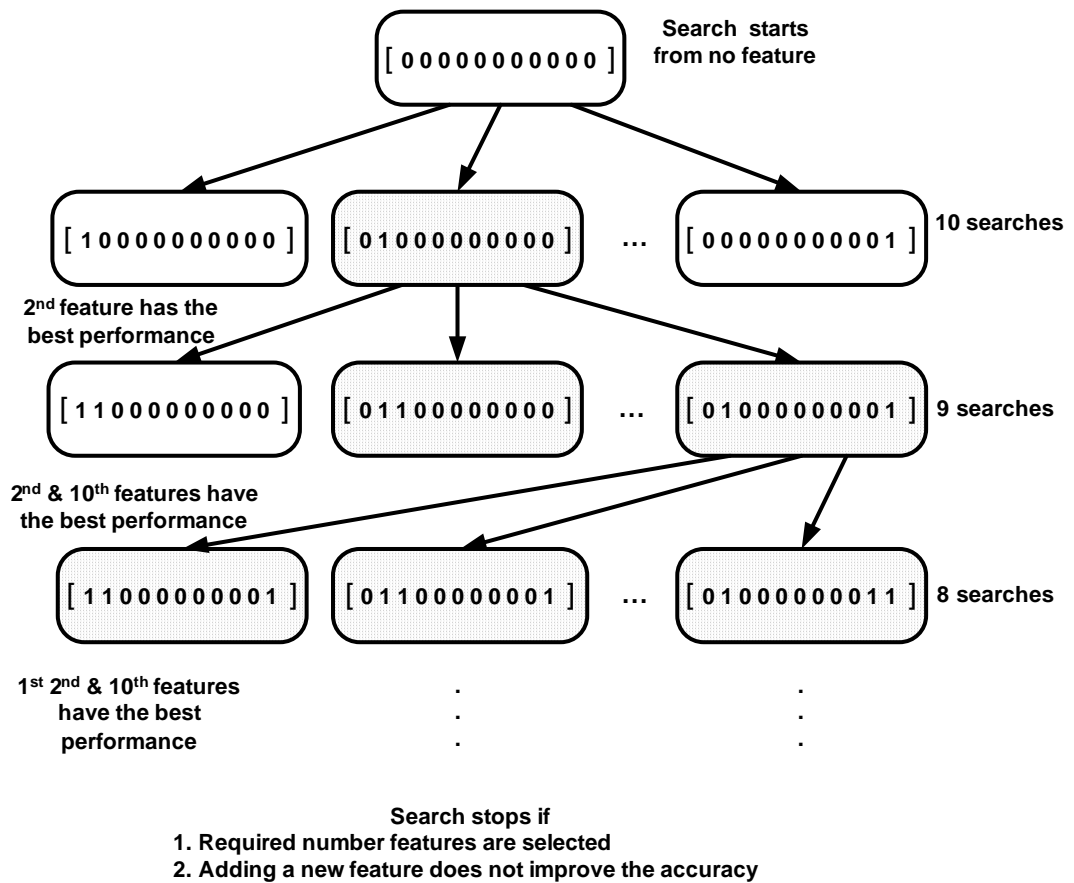 Search starts
from no feature
[ 0 0 0 0 0 0 0 0 0 0 0 ]
[ 1 0 0 0 0 0 0 0 0 0 0 ] [ 0 1 0 0 0 0 0 0 0 0 0 ] ... [ 0 0 0 0 0 0 0 0 0 0 1 ] 10 searches
2nd feature has the
best performance
[ 1 1 0 0 0 0 0 0 0 0 0 ] [ 0 1 1 0 0 0 0 0 0 0 0 ] ... [ 0 1 0 0 0 0 0 0 0 0 1 ] 9 searches
2nd & 10th features have
the best performance
[ 1 1 0 0 0 0 0 0 0 0 1 ] [ 0 1 1 0 0 0 0 0 0 0 1 ] ... [ 0 1 0 0 0 0 0 0 0 1 1 ] 8 searches
1st 2nd & 10th features
have the best
performance
. .
. .
. .
Search stops if
1. Required number features are selected
2. Adding a new feature does not improve the accuracy